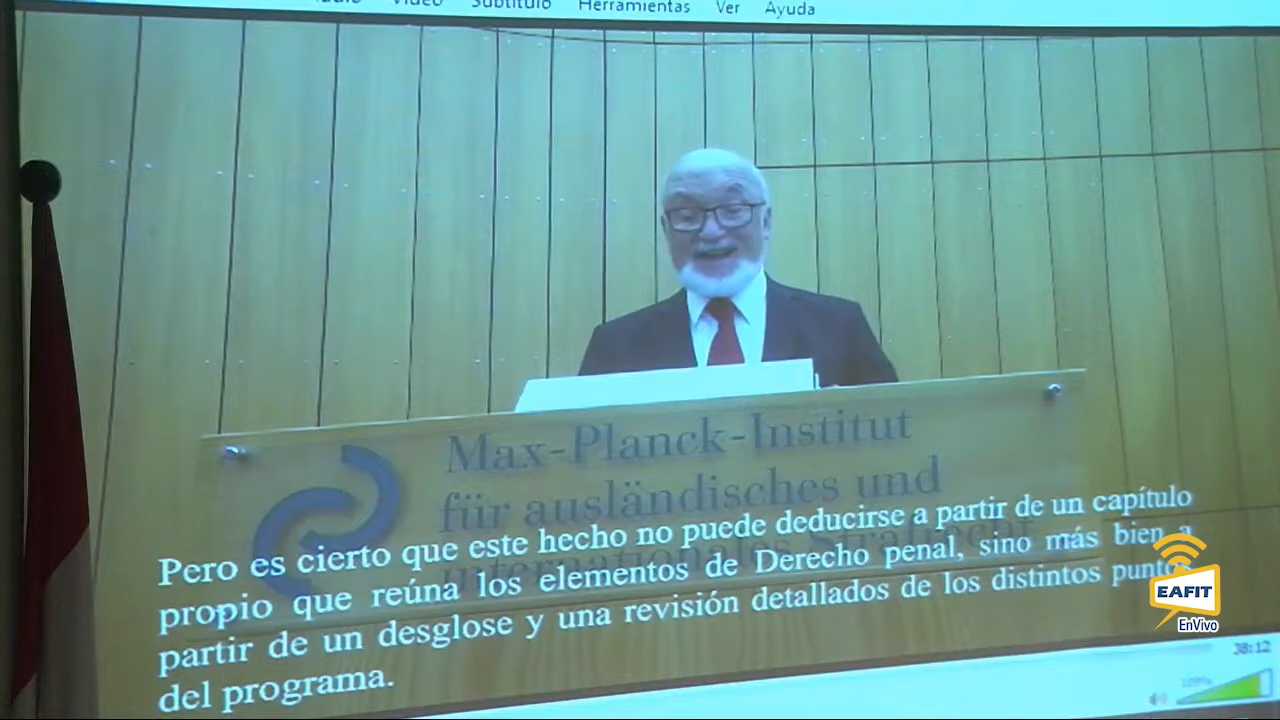 Video Subtítulo Herramientas Ver Ayuda
Max-Planck-Institut
für ausländisches und
Pero es cierto que este hecho no puede deducirse a partir de un capítulo
propio que reúna los elementos de Derecho penal, sino más bien a
partir de un desglose y una revisión detallados de los distintos puntos
del programa.
EAFIT
EnVivo
38:12